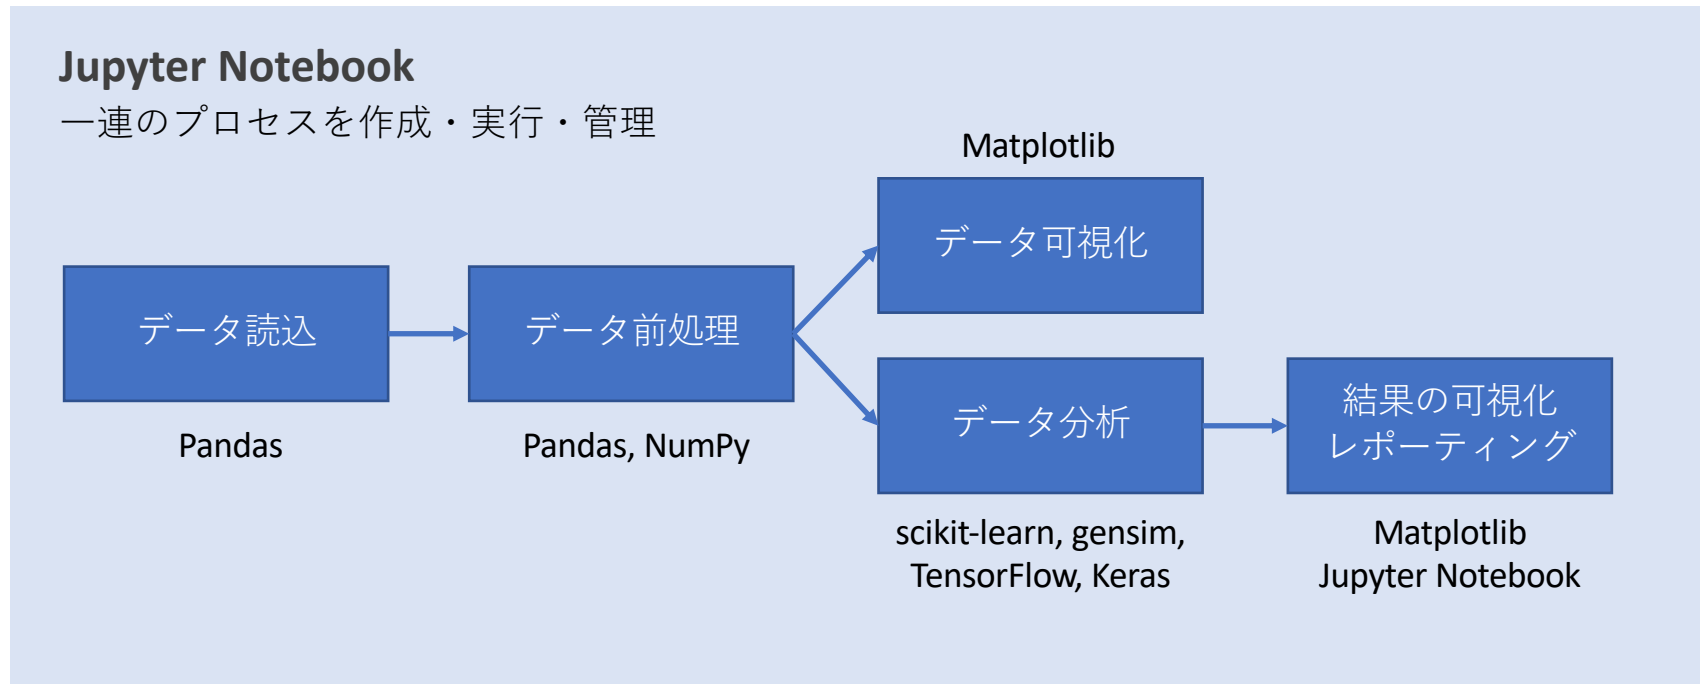 Jupyter Notebook
一連のプロセスを作成・実行・管理
データ読込
Pandas
データ前処理
Pandas, NumPy
Matplotlib
データ可視化
データ分析
scikit-learn, gensim,
TensorFlow, Keras
結果の可視化
レポーティング
Matplotlib
Jupyter Notebook